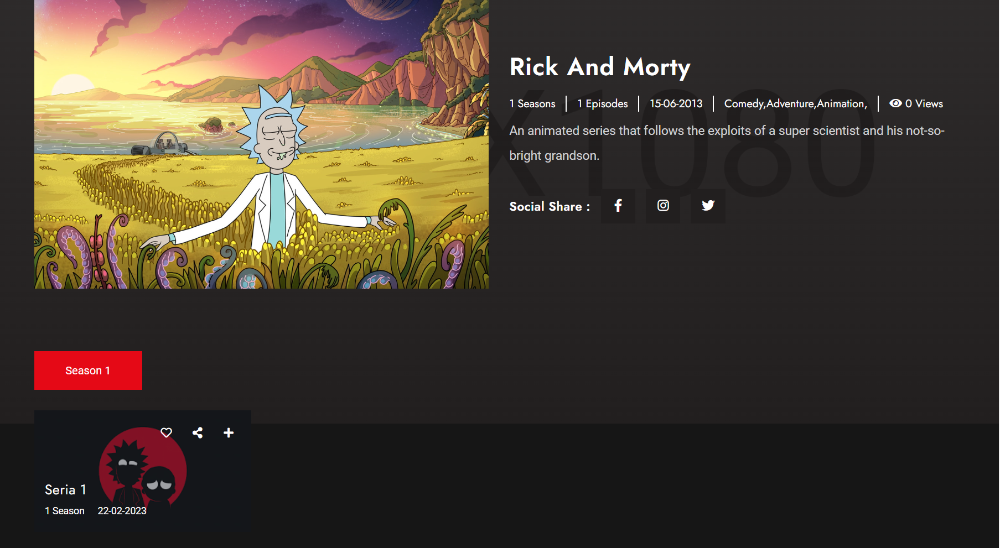 Rick And Morty
1 Seasons 1 Episodes 15-06-2013 Comedy,Adventure,Animation, 0 Views
An animated series that follows the exploits of a super scientist and his not-so-
bright grandson.
X1080
Social Share :
Season 1
Seria 1
1 Season 22-02-2023